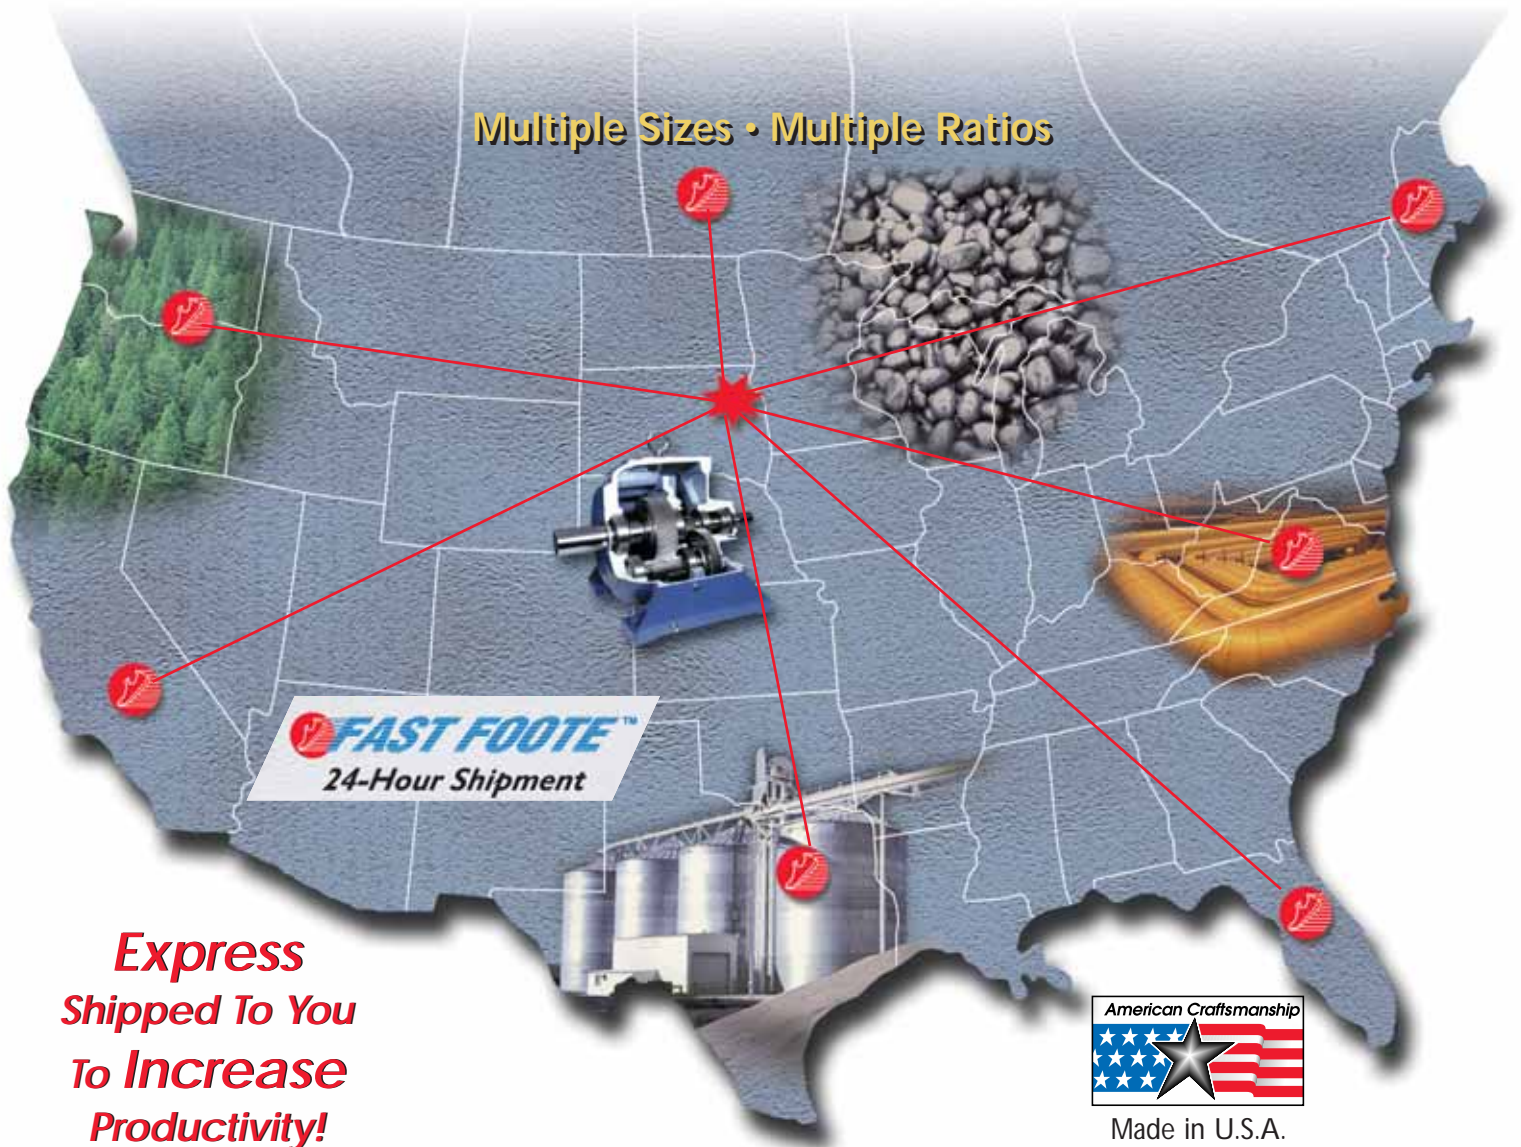 Multiple Sizes • Multiple Ratios
FAST FOOTE™
24-Hour Shipment
Express
Shipped To You
To Increase
Productivity!
American Craftsmanship
Made in U.S.A.